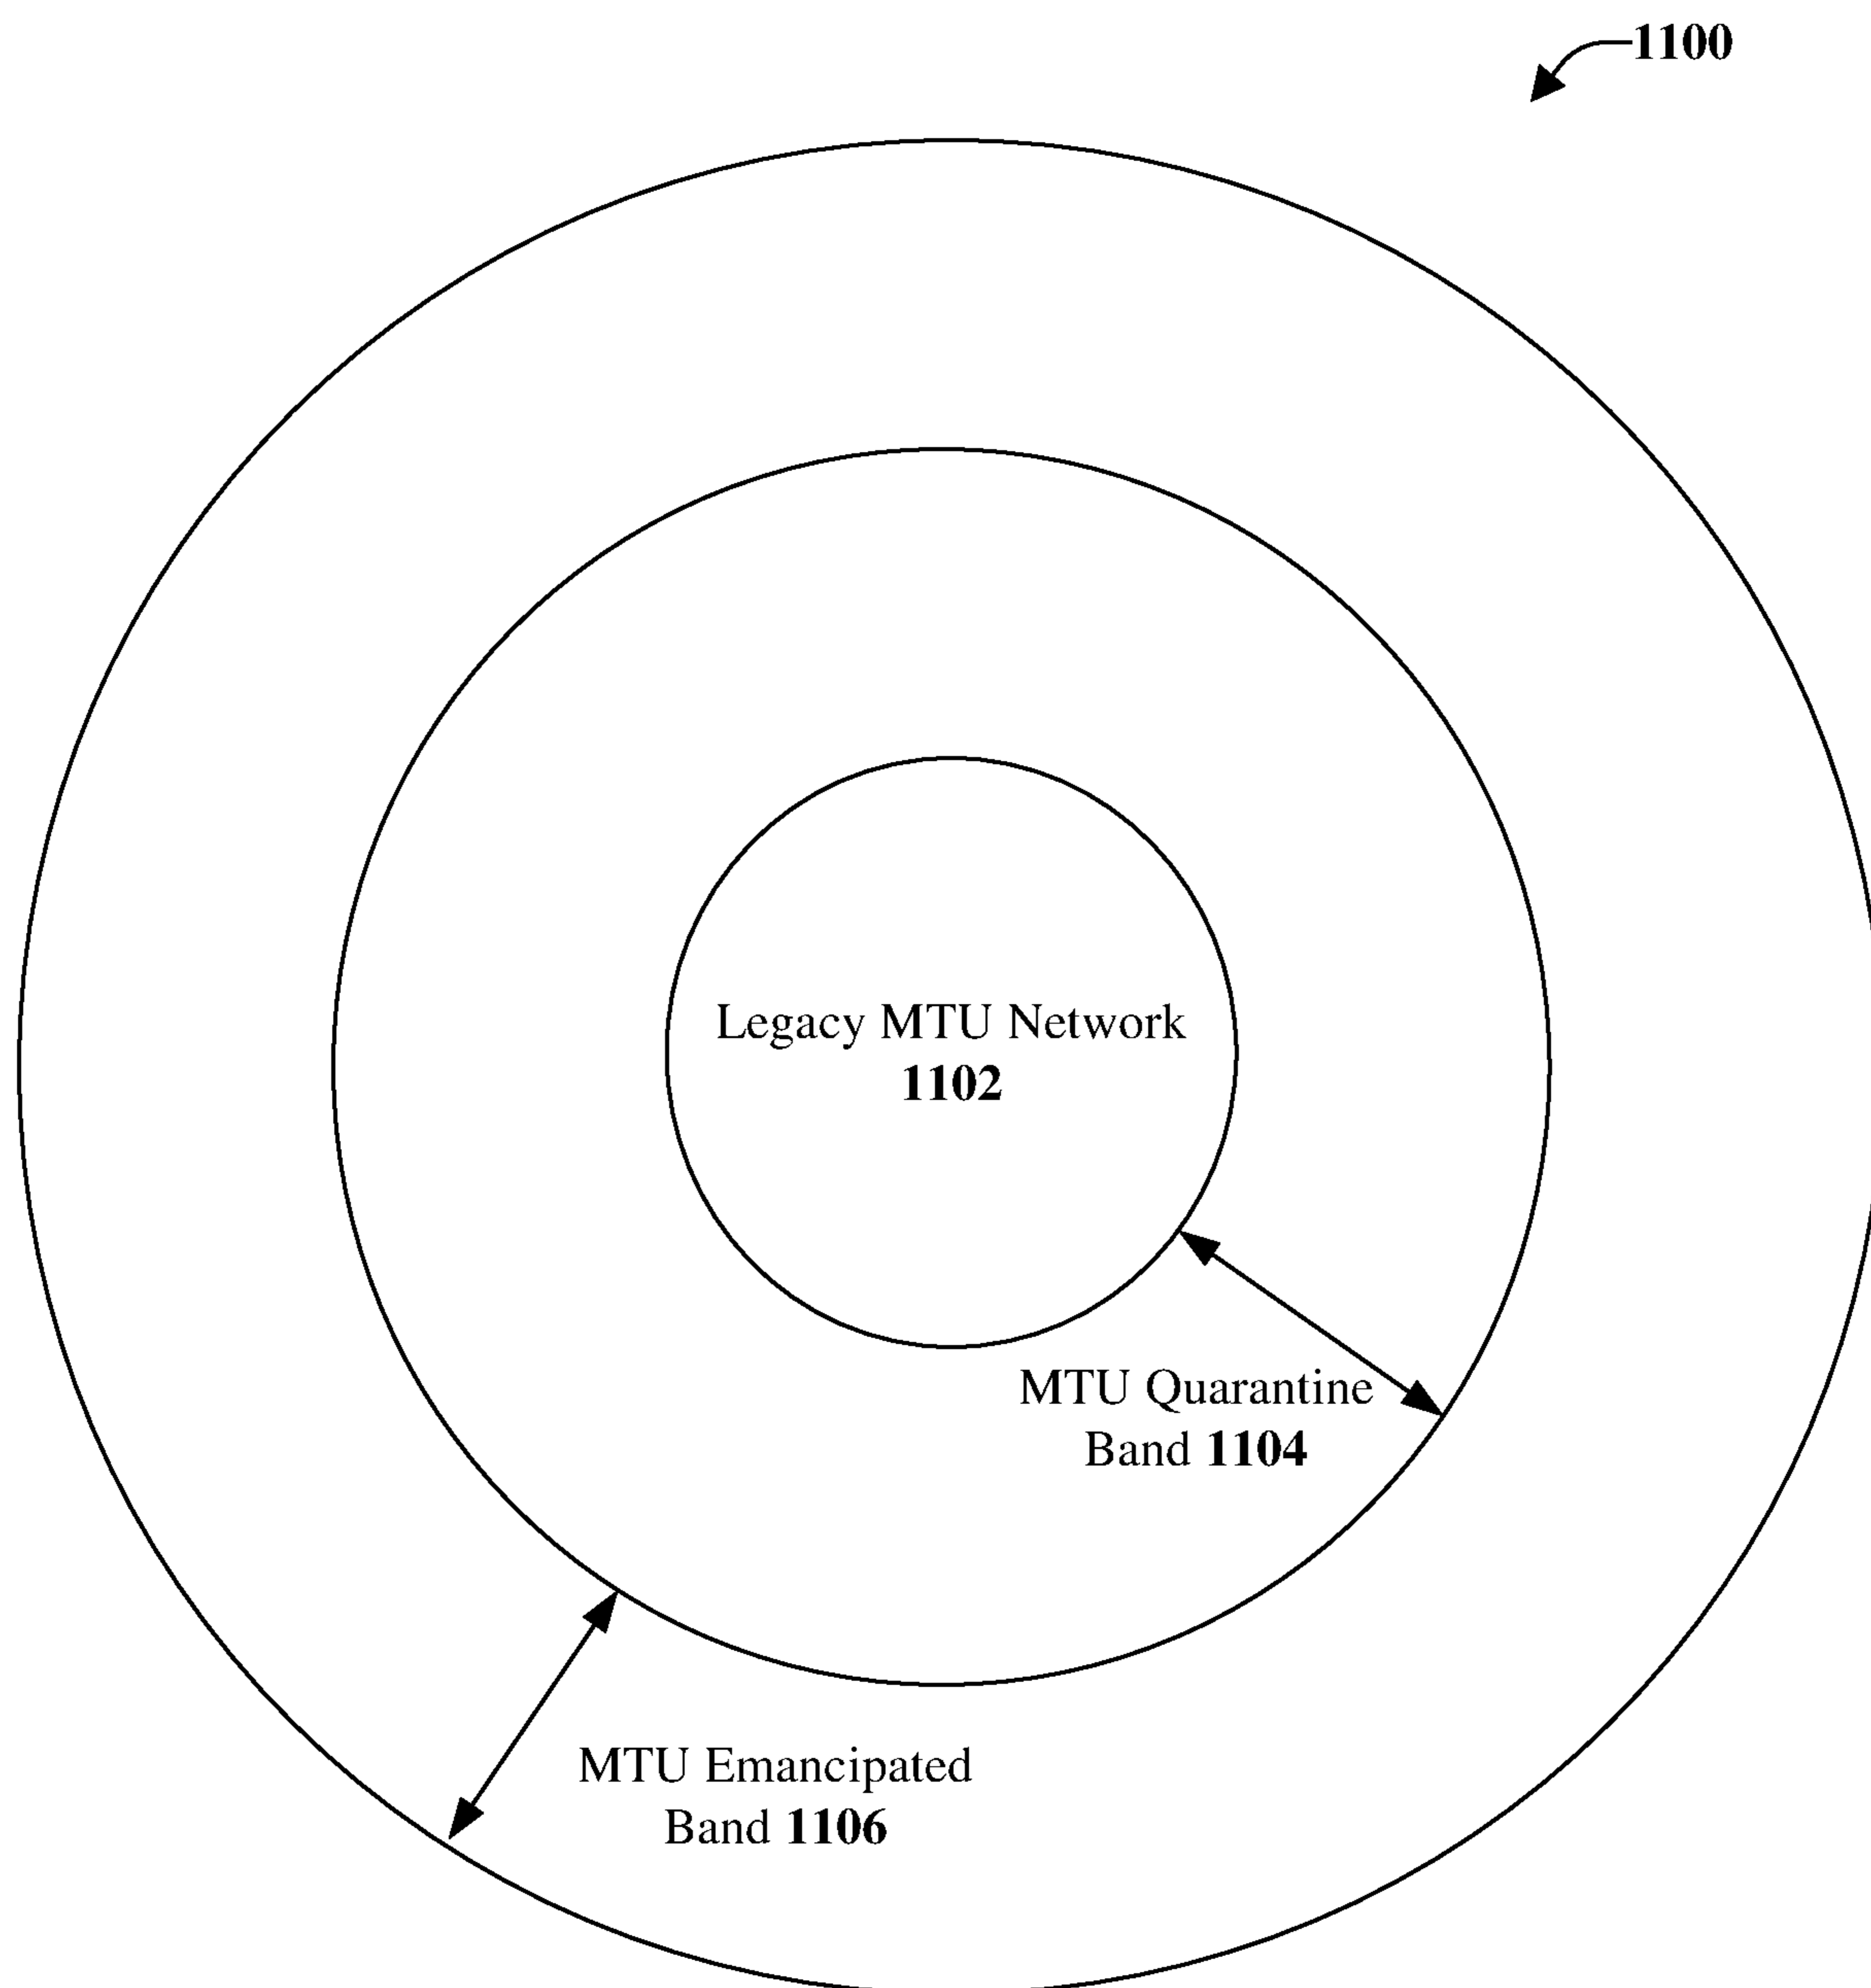 1100
Legacy MTU Network
1102
MTU Quarantine
Band 1104
MTU Emancipated
Band 1106